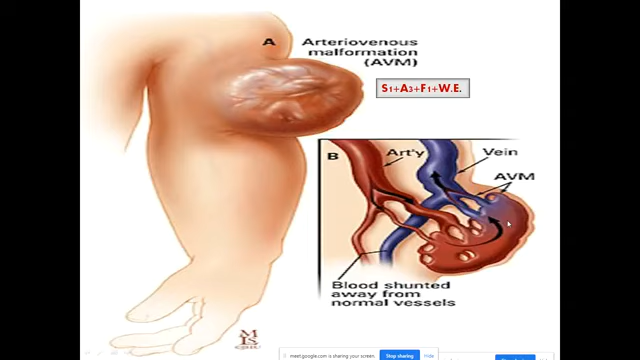 A
Arteriovenous
malformation
(AVM)
S1+A3+F1+W.E.
B
Art'y
Vein
AVM
Blood shunted
away from
normal vessels
meet.google.com is sharing your screen.
Stop sharing
Hide